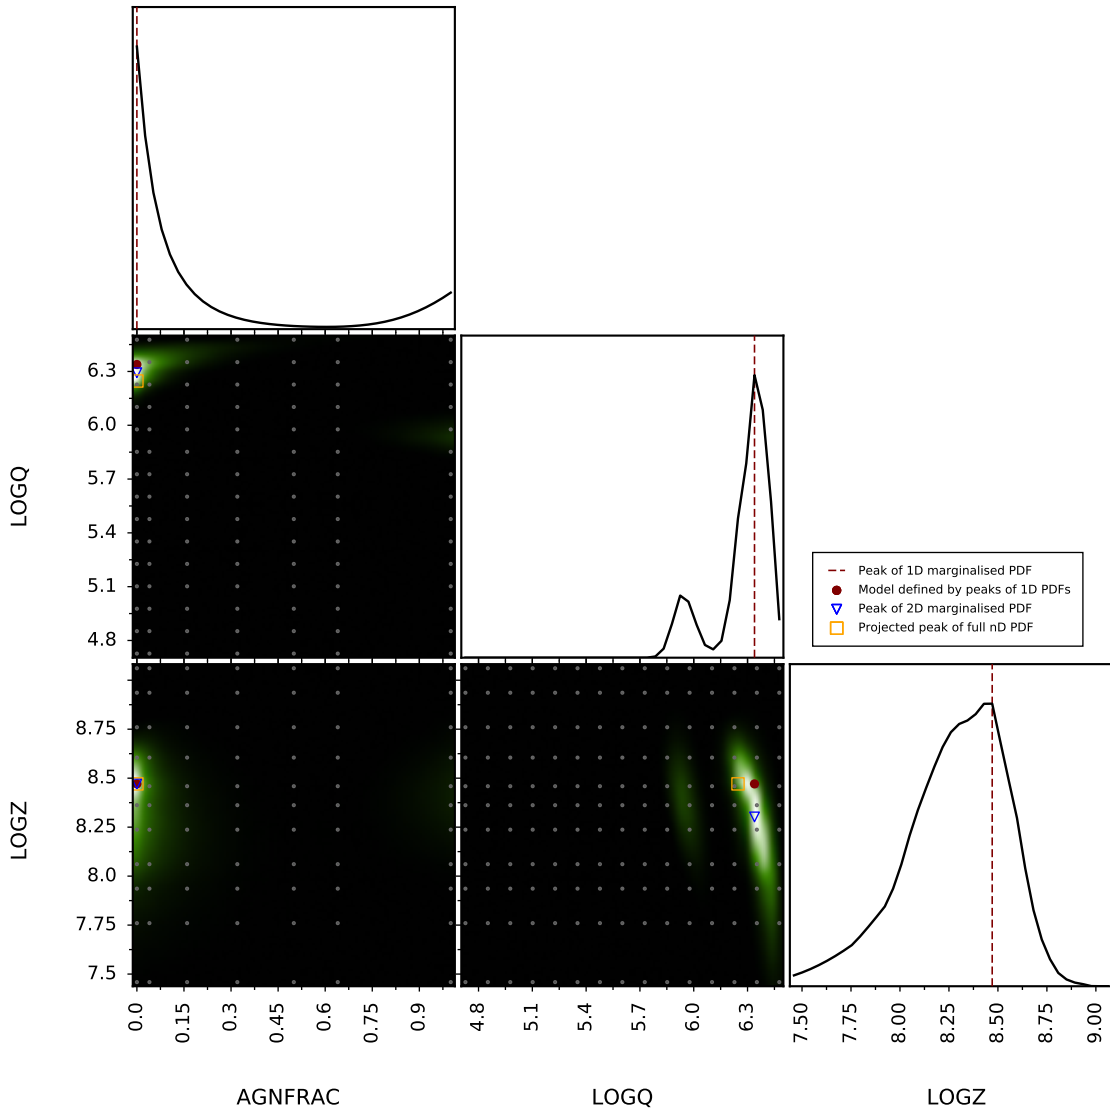 6.3
6.0
5.7
5.4
5.1
4.8
LOGQ
Peak of 1D marginalised PDF
Model defined by peaks of 1D PDFs
Peak of 2D marginalised PDF
Projected peak of full nD PDF
8.75
8.5
8.25
8.0
7.75
7.5
LOGZ
0.0 0.15 0.3 0.45 0.6 0.75 0.9
4.8 5.1 5.4 5.7 6.0 6.3
7.50 7.75 8.00 8.25 8.50 8.75 9.00
AGNFRAC
LOGQ
LOGZ